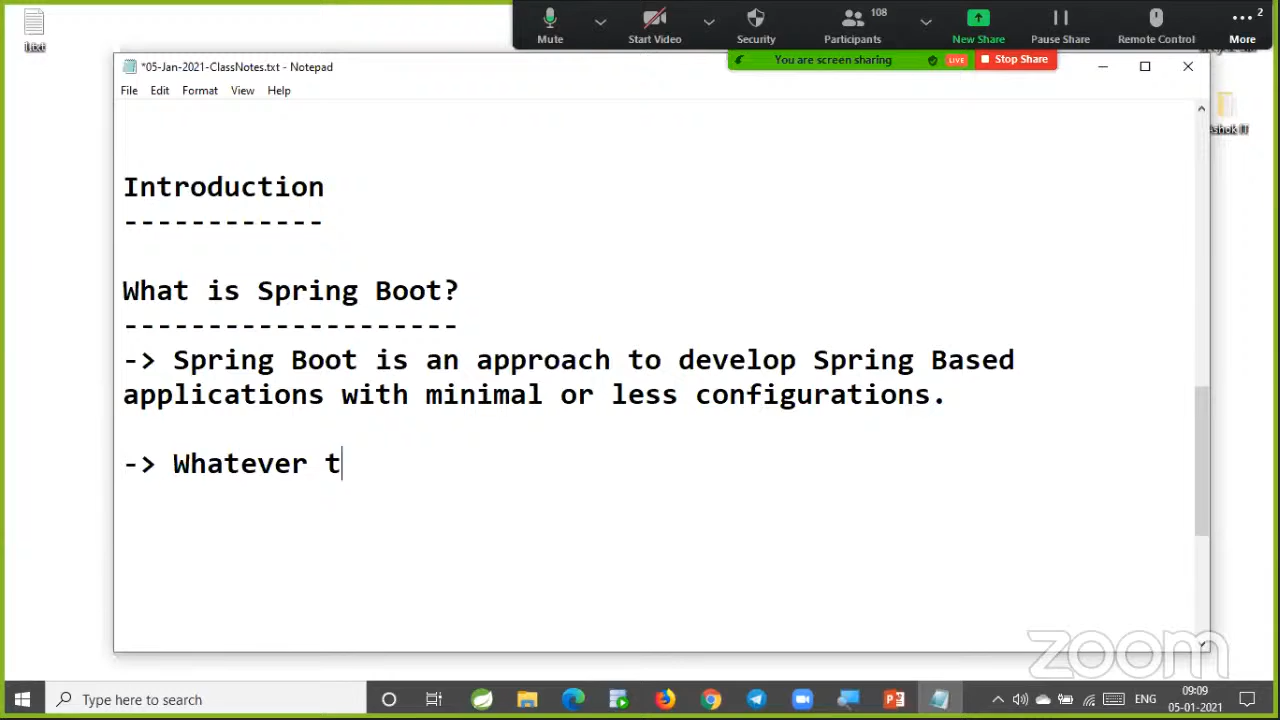 108
2
Mute
Start Video
Security
Participants
New Share
Pause Share
Remote Control
More
You are screen sharing
LIVE
Stop Share
*05-Jan-2021-ClassNotes.txt - Notepad
File Edit Format View Help
Introduction
------------
What is Spring Boot?
--------------------
-> Spring Boot is an approach to develop Spring Based
applications with minimal or less configurations.
-> Whatever t
zoom
Type here to search
ENG
09:09
05-01-2021